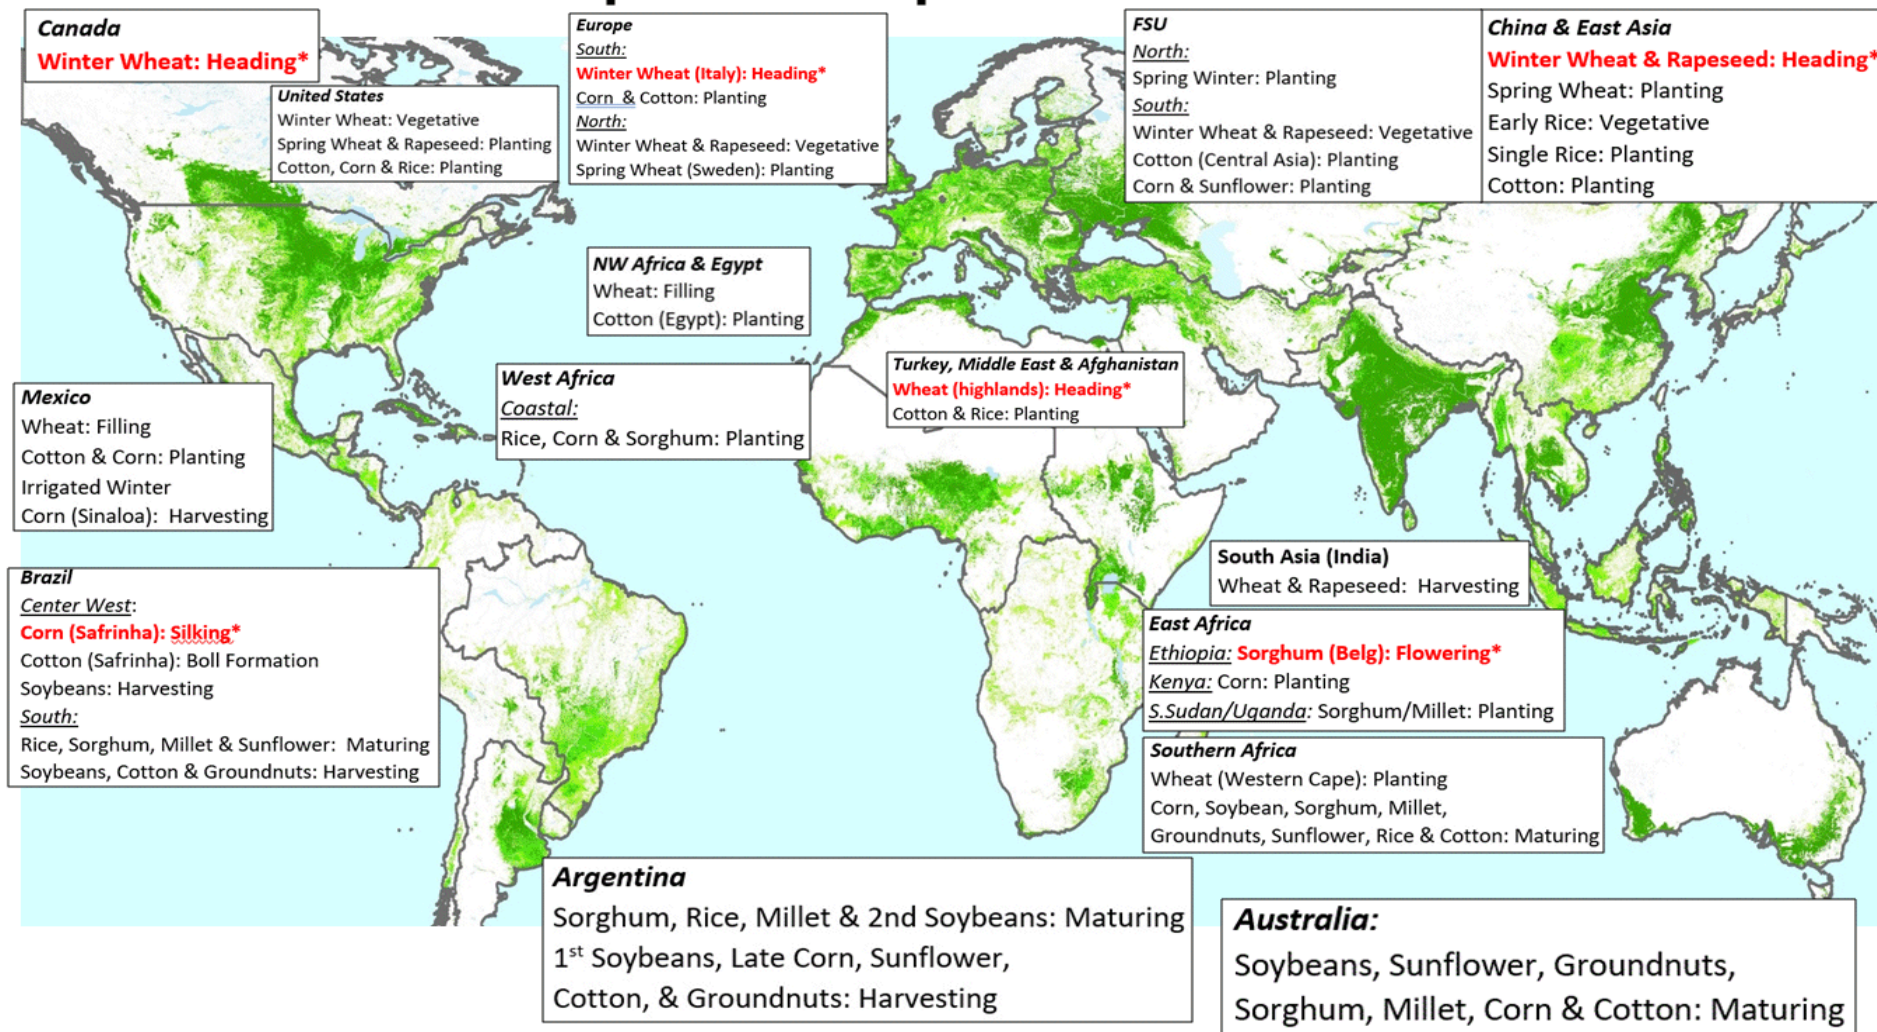 Canada
Winter Wheat: Heading*
United States
Winter Wheat: Vegetative
Spring Wheat & Rapeseed: Planting
Cotton, Corn & Rice: Planting
Europe
South:
Winter Wheat (Italy): Heading*
Corn & Cotton: Planting
North:
Winter Wheat & Rapeseed: Vegetative
Spring Wheat (Sweden): Planting
FSU
North:
Spring Winter: Planting
South:
Winter Wheat & Rapeseed: Vegetative
Cotton (Central Asia): Planting
Corn & Sunflower: Planting
China & East Asia
Winter Wheat & Rapeseed: Heading*
Spring Wheat: Planting
Early Rice: Vegetative
Single Rice: Planting
Cotton: Planting
NW Africa & Egypt
Wheat: Filling
Cotton (Egypt): Planting
Turkey, Middle East & Afghanistan
Wheat (highlands): Heading*
Cotton & Rice: Planting
West Africa
Coastal:
Rice, Corn & Sorghum: Planting
Mexico
Wheat: Filling
Cotton & Corn: Planting
Irrigated Winter
Corn (Sinaloa): Harvesting
South Asia (India)
Wheat & Rapeseed: Harvesting
Brazil
Center West:
Corn (Safrinha): Silking*
Cotton (Safrinha): Boll Formation
Soybeans: Harvesting
South:
Rice, Sorghum, Millet & Sunflower: Maturing
Soybeans, Cotton & Groundnuts: Harvesting
East Africa
Ethiopia: Sorghum (Belg): Flowering*
Kenya: Corn: Planting
S.Sudan/Uganda: Sorghum/Millet: Planting
Southern Africa
Wheat (Western Cape): Planting
Corn, Soybean, Sorghum, Millet,
Groundnuts, Sunflower, Rice & Cotton: Maturing
Argentina
Sorghum, Rice, Millet & 2nd Soybeans: Maturing
1st Soybeans, Late Corn, Sunflower,
Cotton, & Groundnuts: Harvesting
Australia:
Soybeans, Sunflower, Groundnuts,
Sorghum, Millet, Corn & Cotton: Maturing